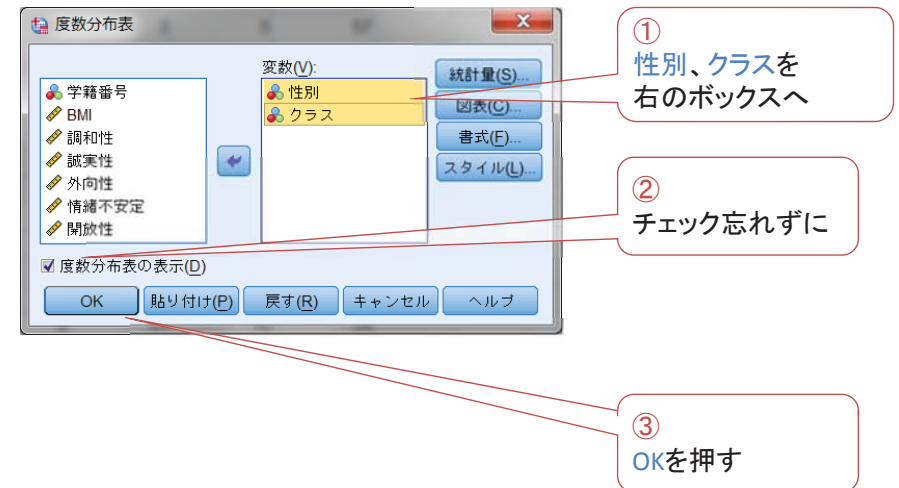 度数分布表
変数(V):
学籍番号
BMI
調和性
誠実性
外向性
情緒不安定
開放性
性別
クラス
統計量(S)...
図表(C)...
書式(F)...
スタイル(L)...
度数分布表の表示(D)
OK
貼り付け(P)
戻す(R)
キャンセル
ヘルプ
①
性別、クラスを
右のボックスへ
②
チェック忘れずに
③
OKを押す